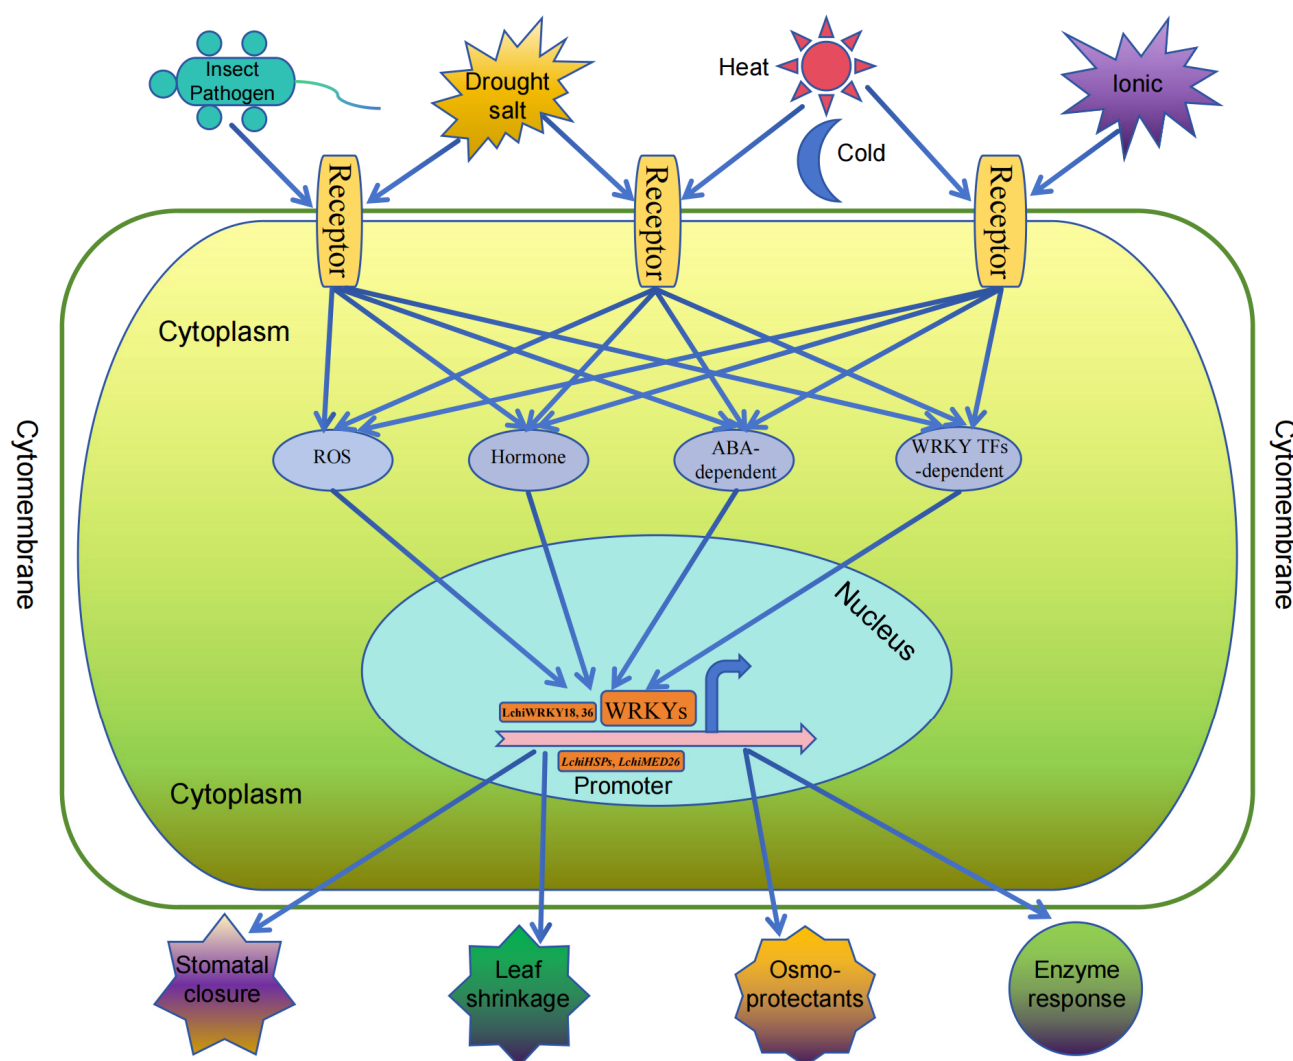 Insect
Pathogen
Drought
salt
Heat
Cold
Ionic
Receptor
Receptor
Receptor
Cytoplasm
Cytomembrane
Cytomembrane
ROS
Hormone
ABA-
dependent
WRKY TFs
-dependent
Nucleus
LchiWRKY18, 36
WRKYs
LchiHSPs, LchiMED26
Promoter
Cytoplasm
Stomatal
closure
Leaf
shrinkage
Osmo-
protectants
Enzyme
response